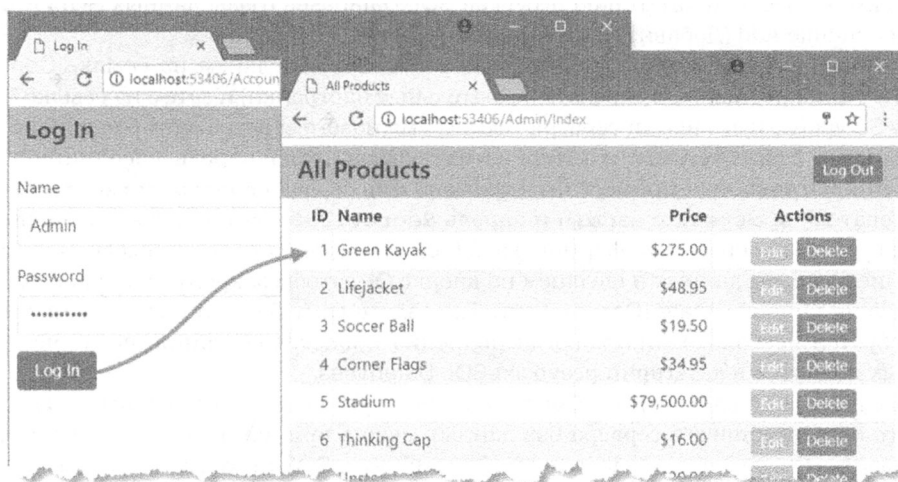 Log In
localhost:53406/Accoun
Log In
Name
Admin
Password
••••••••••
Log In
All Products
localhost:53406/Admin/Index
All Products
Log Out
ID Name Price Actions
1 Green Kayak $275.00 Edit Delete
2 Lifejacket $48.95 Edit Delete
3 Soccer Ball $19.50 Edit Delete
4 Corner Flags $34.95 Edit Delete
5 Stadium $79,500.00 Edit Delete
6 Thinking Cap $16.00 Edit Delete